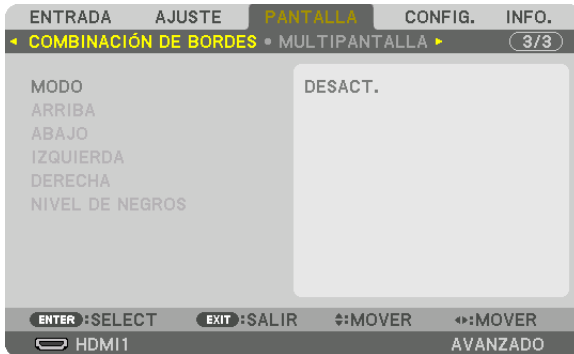 ENTRADA AJUSTE PANTALLA CONFIG. INFO.
◂ COMBINACIÓN DE BORDES • MULTIPANTALLA ▸ 3/3
MODO DESACT.
ARRIBA
ABAJO
IZQUIERDA
DERECHA
NIVEL DE NEGROS
ENTER :SELECT EXIT :SALIR :MOVER :MOVER
HDMI1 AVANZADO